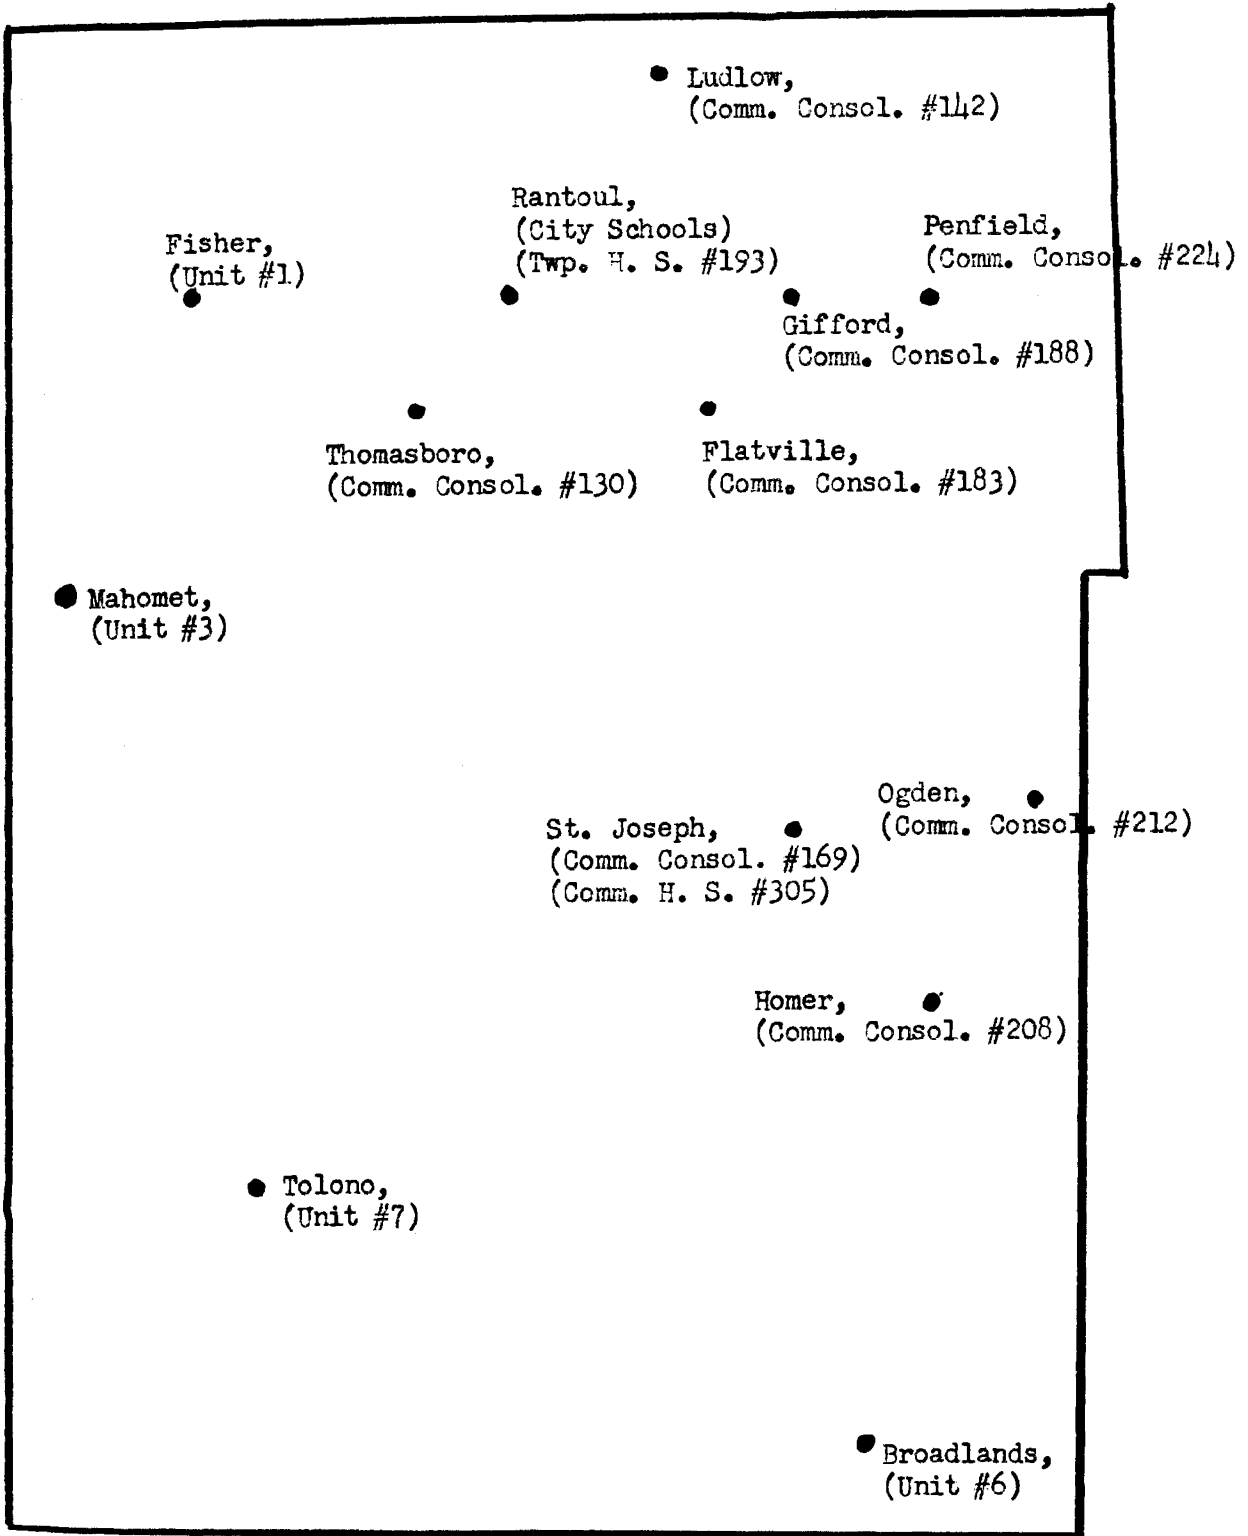 Ludlow,
(Comm. Consol. #142)
Rantoul,
(City Schools)
(Twp. H. S. #193)
Penfield,
(Comm. Consol. #224)
Fisher,
(Unit #1)
Gifford,
(Comm. Consol. #188)
Thomasboro,
(Comm. Consol. #130)
Flatville,
(Comm. Consol. #183)
Mahomet,
(Unit #3)
Ogden,
(Comm. Consol. #212)
St. Joseph,
(Comm. Consol. #169)
(Comm. H. S. #305)
Homer,
(Comm. Consol. #208)
Tolono,
(Unit #7)
Broadlands,
(Unit #6)